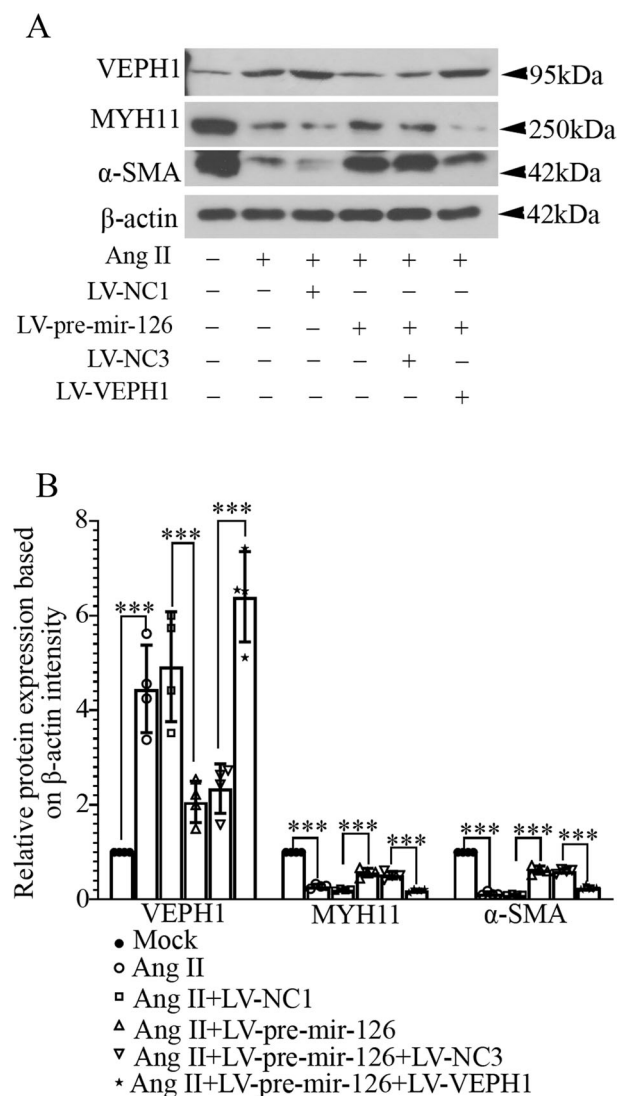 A
VEPH1 95kDa
MYH11 250kDa
α-SMA 42kDa
β-actin 42kDa
Ang II − + + + + +
LV-NC1 − − + − − −
LV-pre-mir-126 − − − + + +
LV-NC3 − − − − + −
LV-VEPH1 − − − − − +
B
Relative protein expression based
on β-actin intensity
8
6
4
2
0
*** *** ***
*** *** ***
*** *** ***
VEPH1 MYH11 α-SMA
Mock
Ang II
Ang II+LV-NC1
Ang II+LV-pre-mir-126
Ang II+LV-pre-mir-126+LV-NC3
Ang II+LV-pre-mir-126+LV-VEPH1